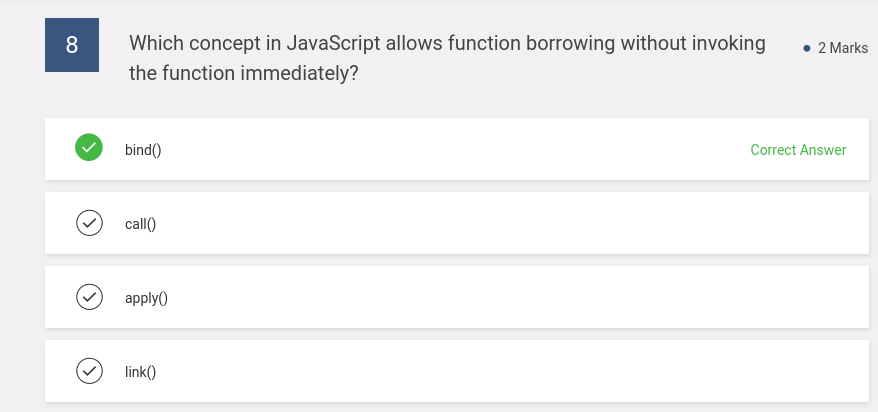 8
Which concept in JavaScript allows function borrowing without invoking
the function immediately?
2 Marks
bind()
Correct Answer
call()
apply()
link()